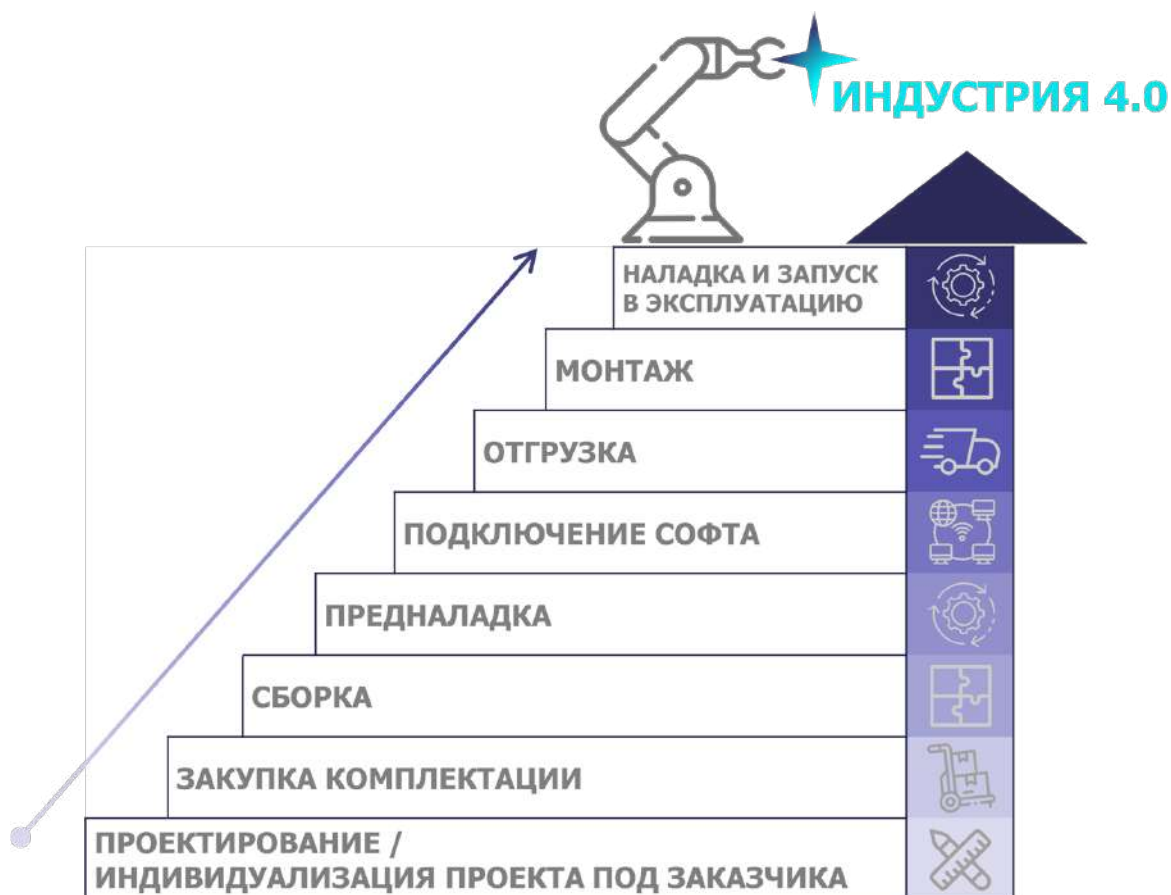 ИНДУСТРИЯ 4.0
НАЛАДКА И ЗАПУСК
В ЭКСПЛУАТАЦИЮ
МОНТАЖ
ОТГРУЗКА
ПОДКЛЮЧЕНИЕ СОФТА
ПРЕДНАЛАДКА
СБОРКА
ЗАКУПКА КОМПЛЕКТАЦИИ
ПРОЕКТИРОВАНИЕ /
ИНДИВИДУАЛИЗАЦИЯ ПРОЕКТА ПОД ЗАКАЗЧИКА